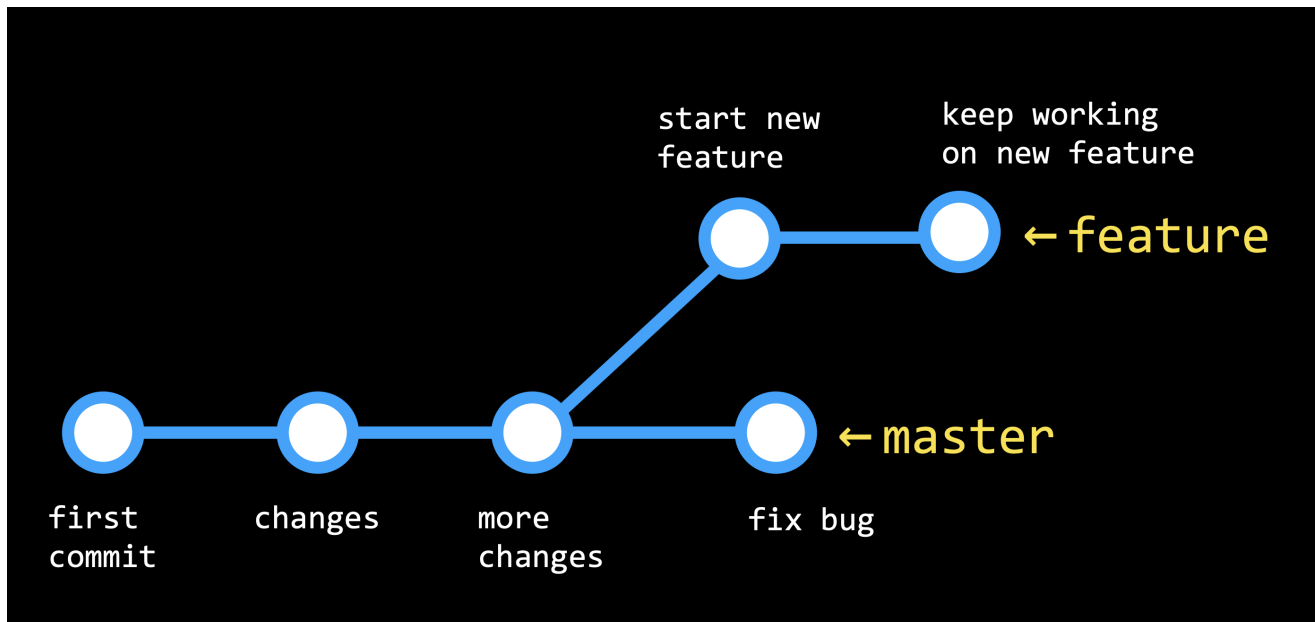 start new
feature
keep working
on new feature
←feature
←master
first
commit
changes
more
changes
fix bug